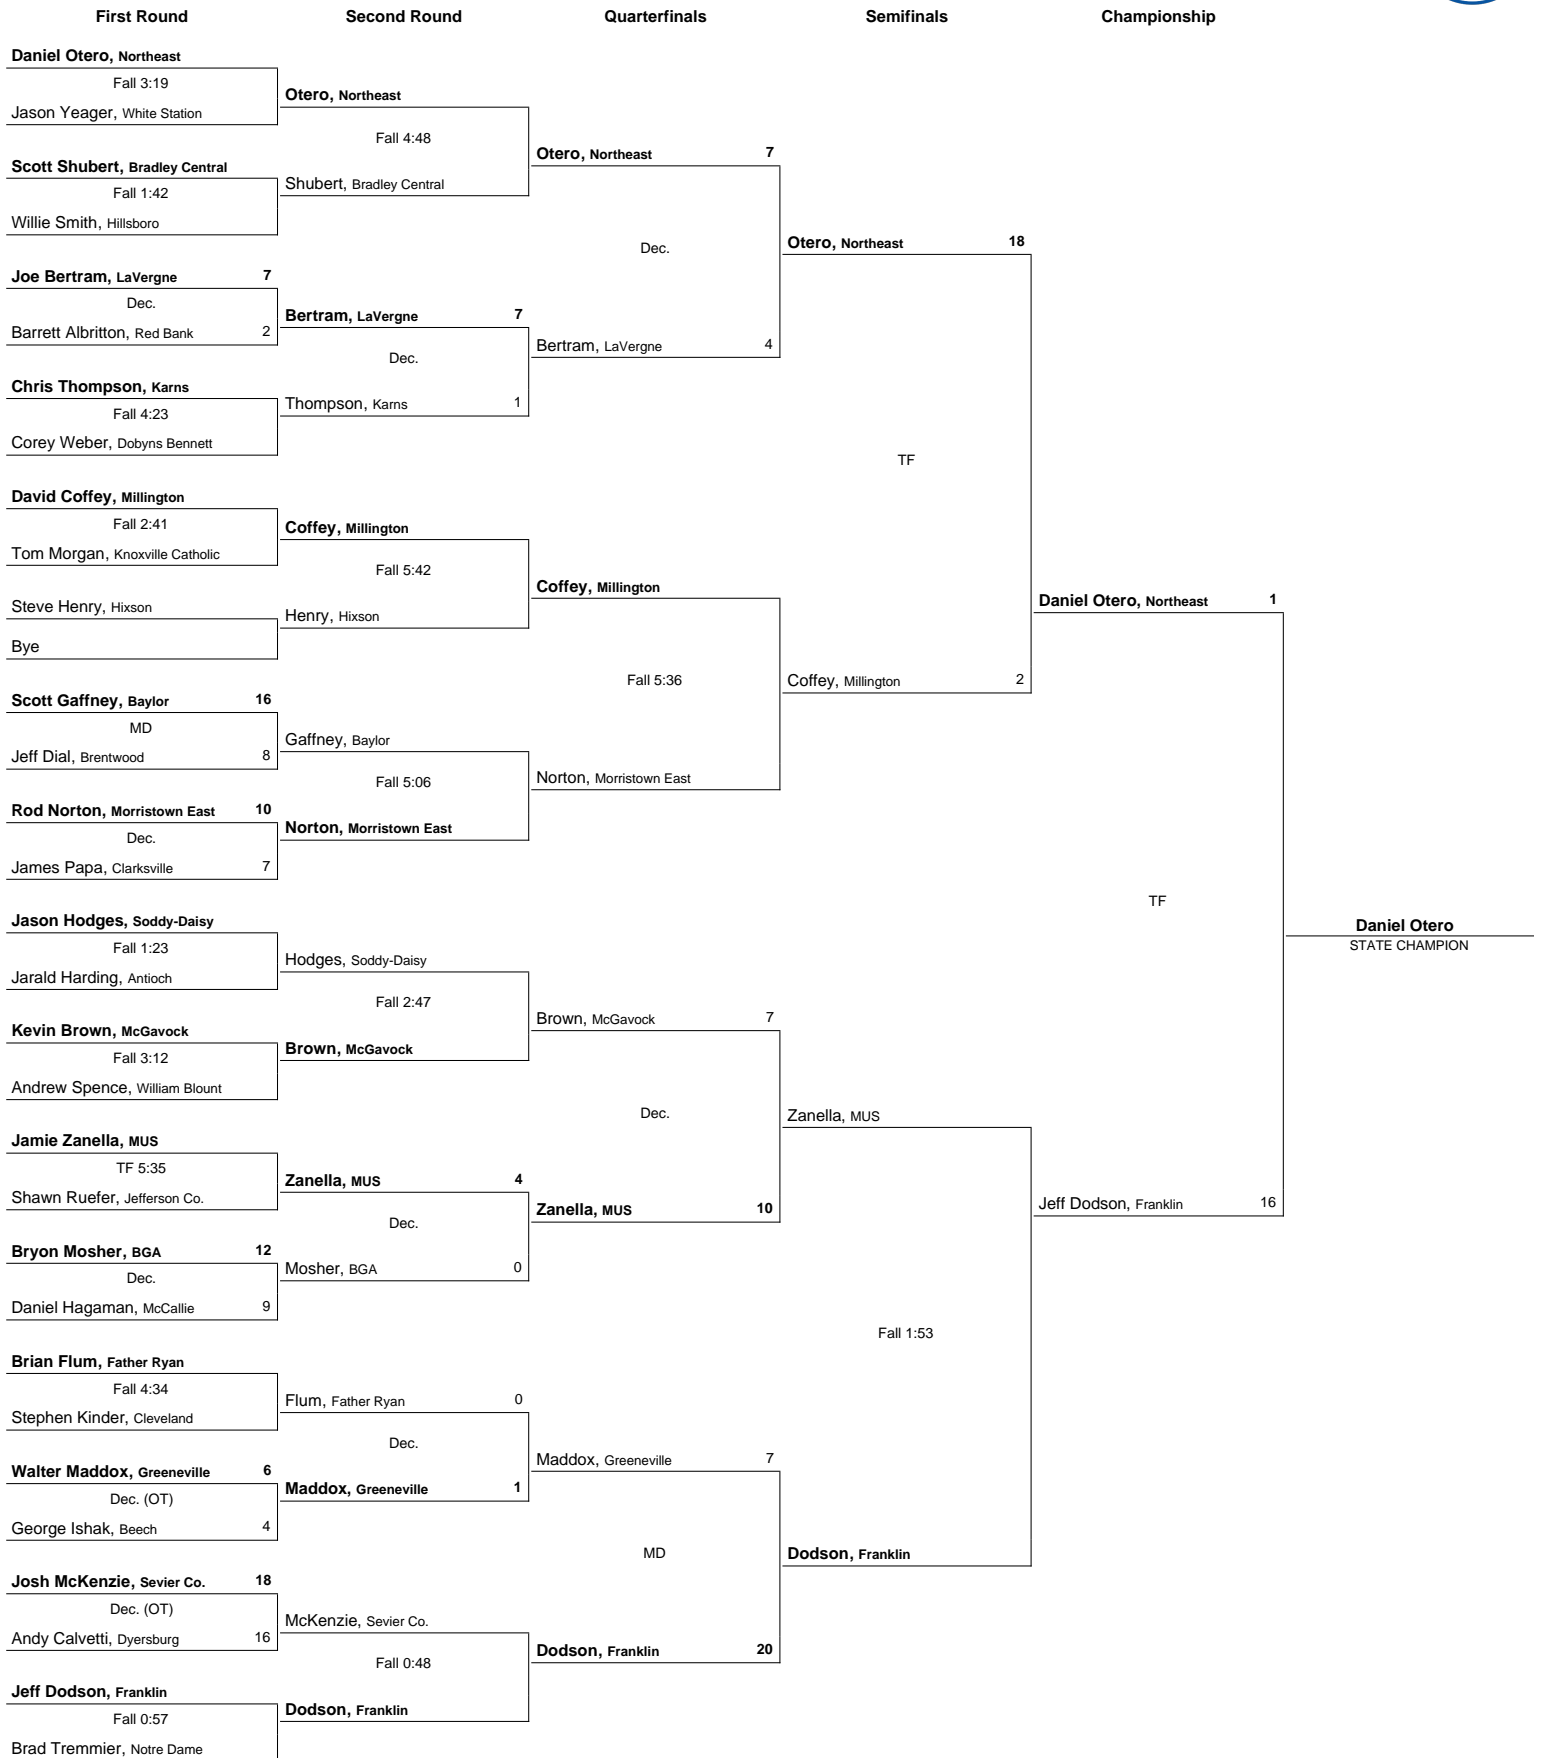 First Round
Second Round
Quarterfinals
Semifinals
Championship
Daniel Otero, Northeast
Fall 3:19
Jason Yeager, White Station
Scott Shubert, Bradley Central
Fall 1:42
Willie Smith, Hillsboro
Joe Bertram, LaVergne 7
Dec.
Barrett Albritton, Red Bank 2
Chris Thompson, Karns
Fall 4:23
Corey Weber, Dobyns Bennett
David Coffey, Millington
Fall 2:41
Tom Morgan, Knoxville Catholic
Steve Henry, Hixson
Bye
Scott Gaffney, Baylor 16
MD
Jeff Dial, Brentwood 8
Rod Norton, Morristown East 10
Dec.
James Papa, Clarksville 7
Jason Hodges, Soddy-Daisy
Fall 1:23
Jarald Harding, Antioch
Kevin Brown, McGavock
Fall 3:12
Andrew Spence, William Blount
Jamie Zanella, MUS
TF 5:35
Shawn Ruefer, Jefferson Co.
Bryon Mosher, BGA 12
Dec.
Daniel Hagaman, McCallie 9
Brian Flum, Father Ryan
Fall 4:34
Stephen Kinder, Cleveland
Walter Maddox, Greeneville 6
Dec. (OT)
George Ishak, Beech 4
Josh McKenzie, Sevier Co. 18
Dec. (OT)
Andy Calvetti, Dyersburg 16
Jeff Dodson, Franklin
Fall 0:57
Brad Tremmier, Notre Dame
Otero, Northeast
Fall 4:48
Shubert, Bradley Central
Bertram, LaVergne 7
Dec.
Thompson, Karns 1
Coffey, Millington
Fall 5:42
Henry, Hixson
Gaffney, Baylor
Fall 5:06
Norton, Morristown East
Hodges, Soddy-Daisy
Fall 2:47
Brown, McGavock
Zanella, MUS 4
Dec.
Mosher, BGA 0
Flum, Father Ryan 0
Dec.
Maddox, Greeneville 1
McKenzie, Sevier Co.
Fall 0:48
Dodson, Franklin
Otero, Northeast 7
Dec.
Bertram, LaVergne 4
Coffey, Millington
Fall 5:36
Norton, Morristown East
Brown, McGavock 7
Dec.
Zanella, MUS 10
Maddox, Greeneville 7
MD
Dodson, Franklin 20
Otero, Northeast 18
TF
Coffey, Millington 2
Zanella, MUS
Fall 1:53
Dodson, Franklin
Daniel Otero, Northeast 1
TF
Jeff Dodson, Franklin 16
Daniel Otero
STATE CHAMPION